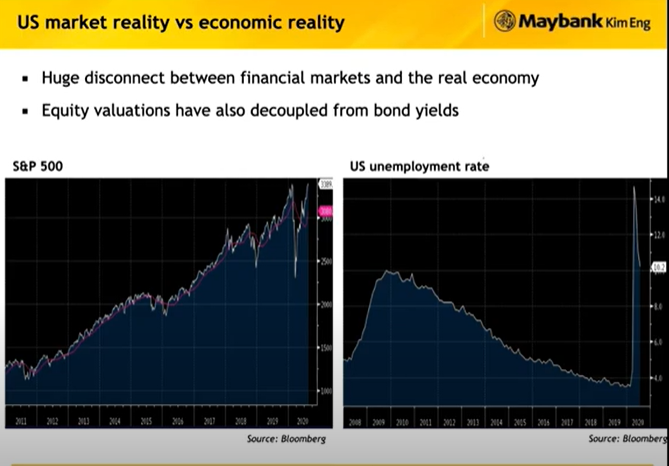 US market reality vs economic reality
Maybank Kim Eng
▪ Huge disconnect between financial markets and the real economy
▪ Equity valuations have also decoupled from bond yields
S&P 500
US unemployment rate
3000
2500
2000
1500
1000
2011 2012 2013 2014 2015 2016 2017 2018 2019 2020
14.0
12.0
10.2
8.0
6.0
4.0
2008 2009 2010 2011 2012 2013 2014 2015 2016 2017 2018 2019 2020
Source: Bloomberg
Source: Bloomberg